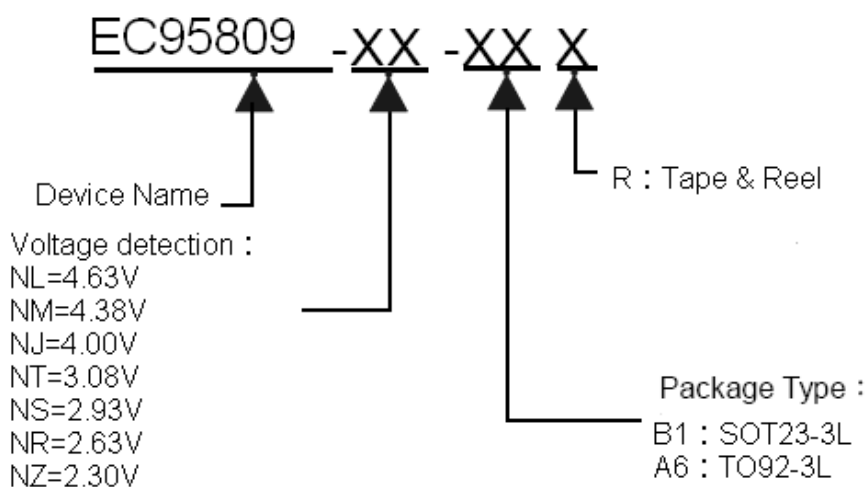 EC95809 -XX -XX X
R : Tape & Reel
Device Name
Voltage detection :
NL=4.63V
NM=4.38V
NJ=4.00V
NT=3.08V
NS=2.93V
NR=2.63V
NZ=2.30V
Package Type :
B1 : SOT23-3L
A6 : TO92-3L